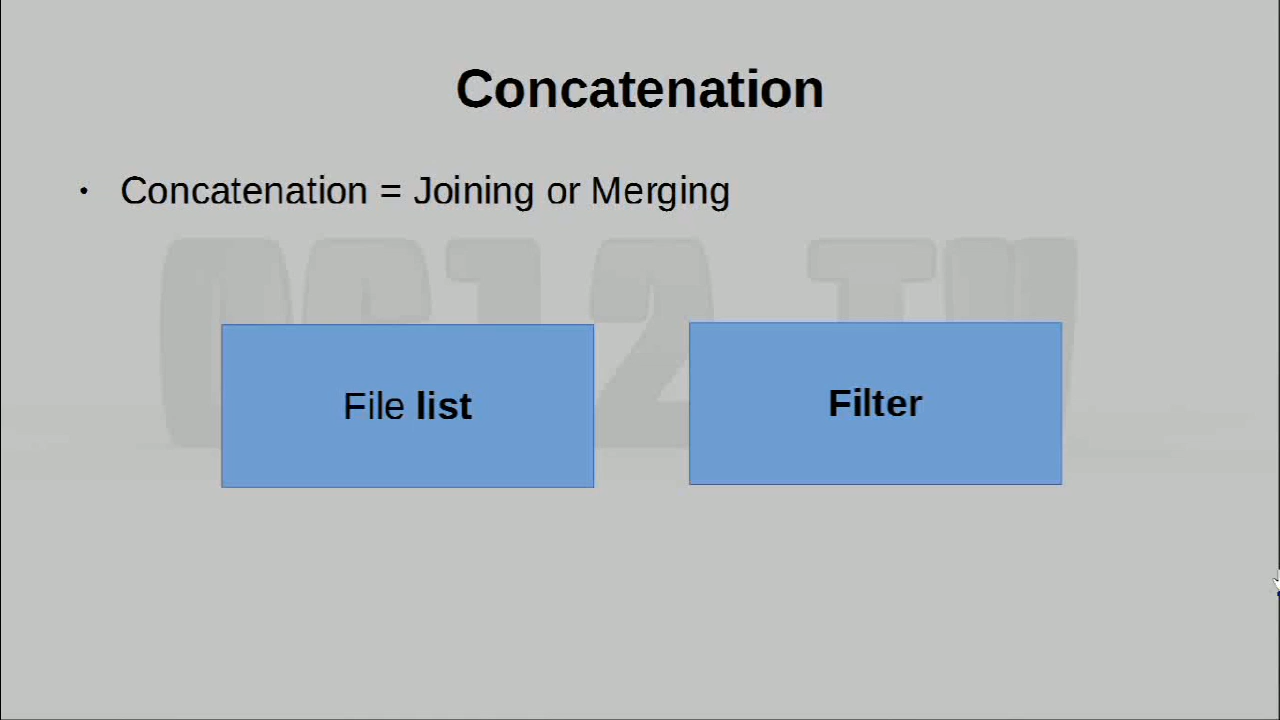 Concatenation
• Concatenation = Joining or Merging
File list
Filter